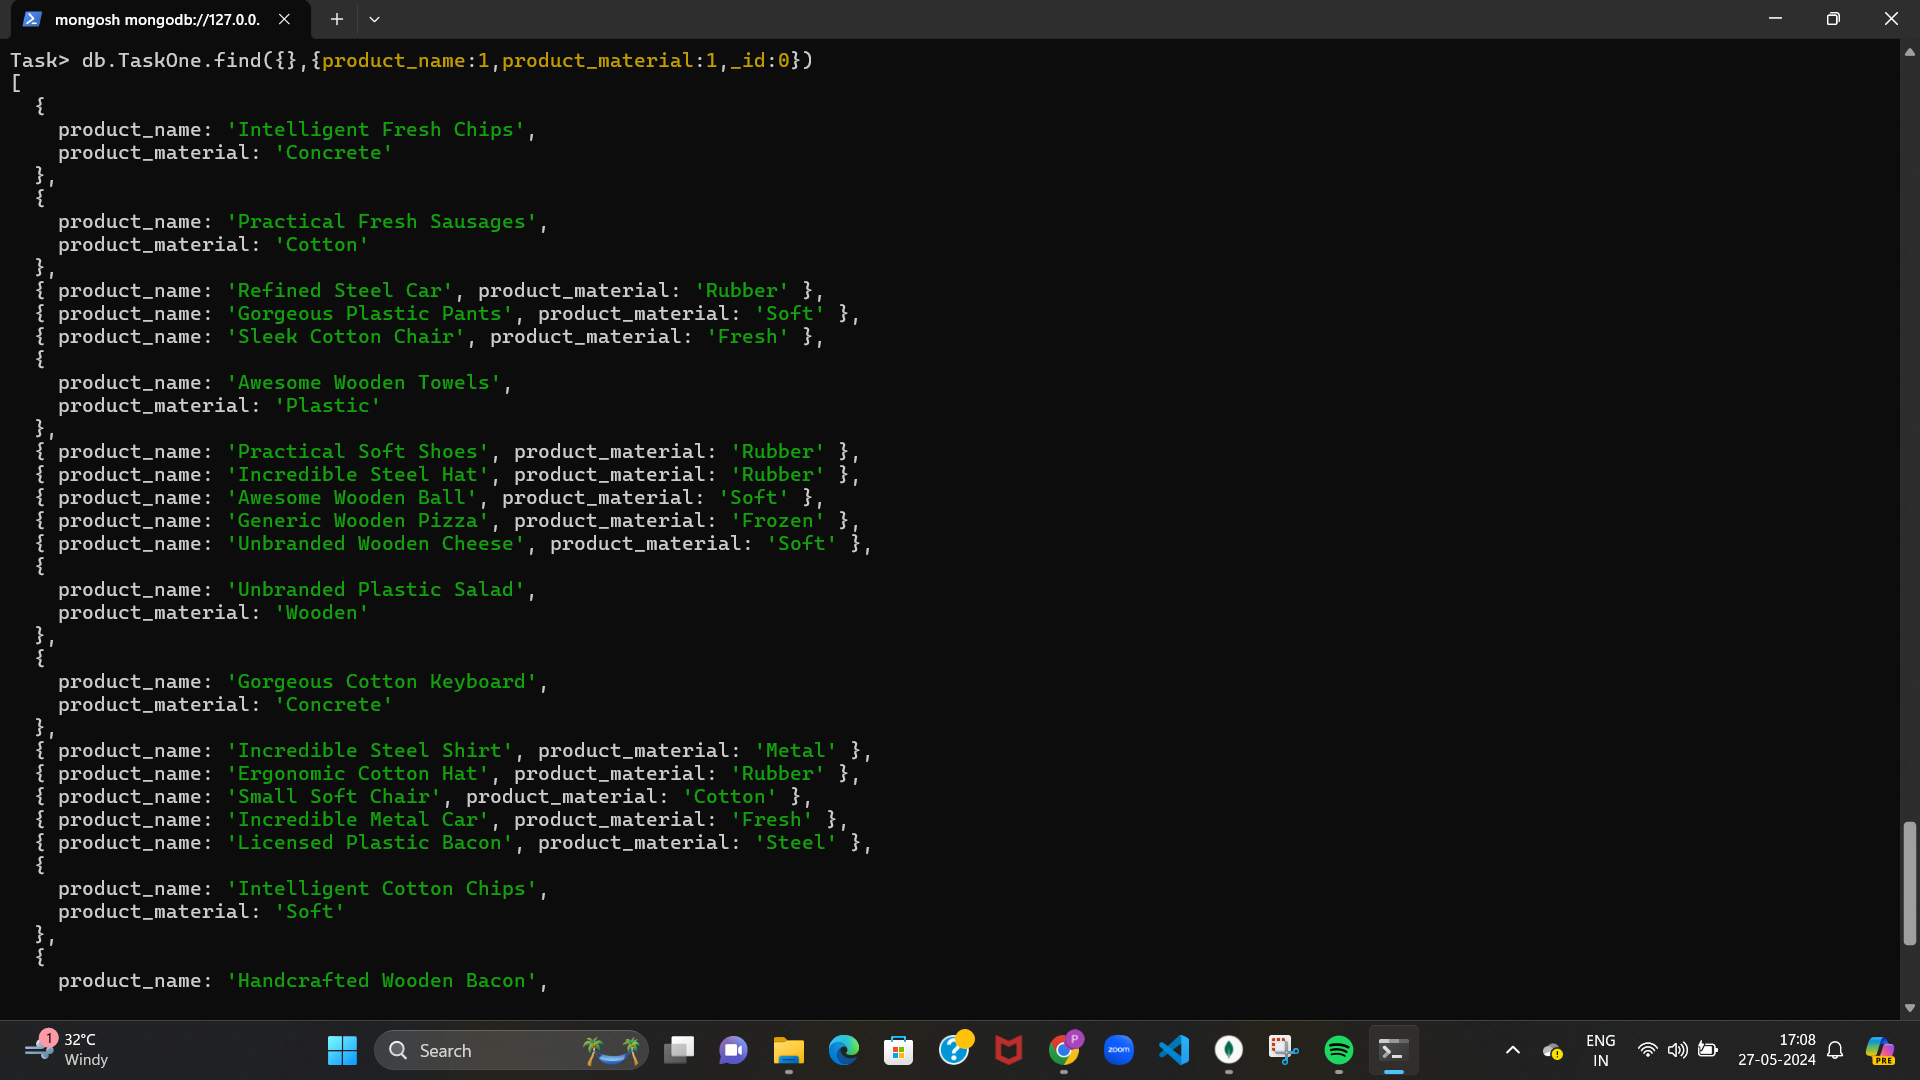 mongosh mongodb://127.0.0.
Task> db.TaskOne.find({},{product_name:1,product_material:1,_id:0})
[
  {
    product_name: 'Intelligent Fresh Chips',
    product_material: 'Concrete'
  },
  {
    product_name: 'Practical Fresh Sausages',
    product_material: 'Cotton'
  },
  { product_name: 'Refined Steel Car', product_material: 'Rubber' },
  { product_name: 'Gorgeous Plastic Pants', product_material: 'Soft' },
  { product_name: 'Sleek Cotton Chair', product_material: 'Fresh' },
  {
    product_name: 'Awesome Wooden Towels',
    product_material: 'Plastic'
  },
  { product_name: 'Practical Soft Shoes', product_material: 'Rubber' },
  { product_name: 'Incredible Steel Hat', product_material: 'Rubber' },
  { product_name: 'Awesome Wooden Ball', product_material: 'Soft' },
  { product_name: 'Generic Wooden Pizza', product_material: 'Frozen' },
  { product_name: 'Unbranded Wooden Cheese', product_material: 'Soft' },
  {
    product_name: 'Unbranded Plastic Salad',
    product_material: 'Wooden'
  },
  {
    product_name: 'Gorgeous Cotton Keyboard',
    product_material: 'Concrete'
  },
  { product_name: 'Incredible Steel Shirt', product_material: 'Metal' },
  { product_name: 'Ergonomic Cotton Hat', product_material: 'Rubber' },
  { product_name: 'Small Soft Chair', product_material: 'Cotton' },
  { product_name: 'Incredible Metal Car', product_material: 'Fresh' },
  { product_name: 'Licensed Plastic Bacon', product_material: 'Steel' },
  {
    product_name: 'Intelligent Cotton Chips',
    product_material: 'Soft'
  },
  {
    product_name: 'Handcrafted Wooden Bacon',
1
32°C
Windy
Search
P
zoom
ENG
IN
17:08
27-05-2024
PRE